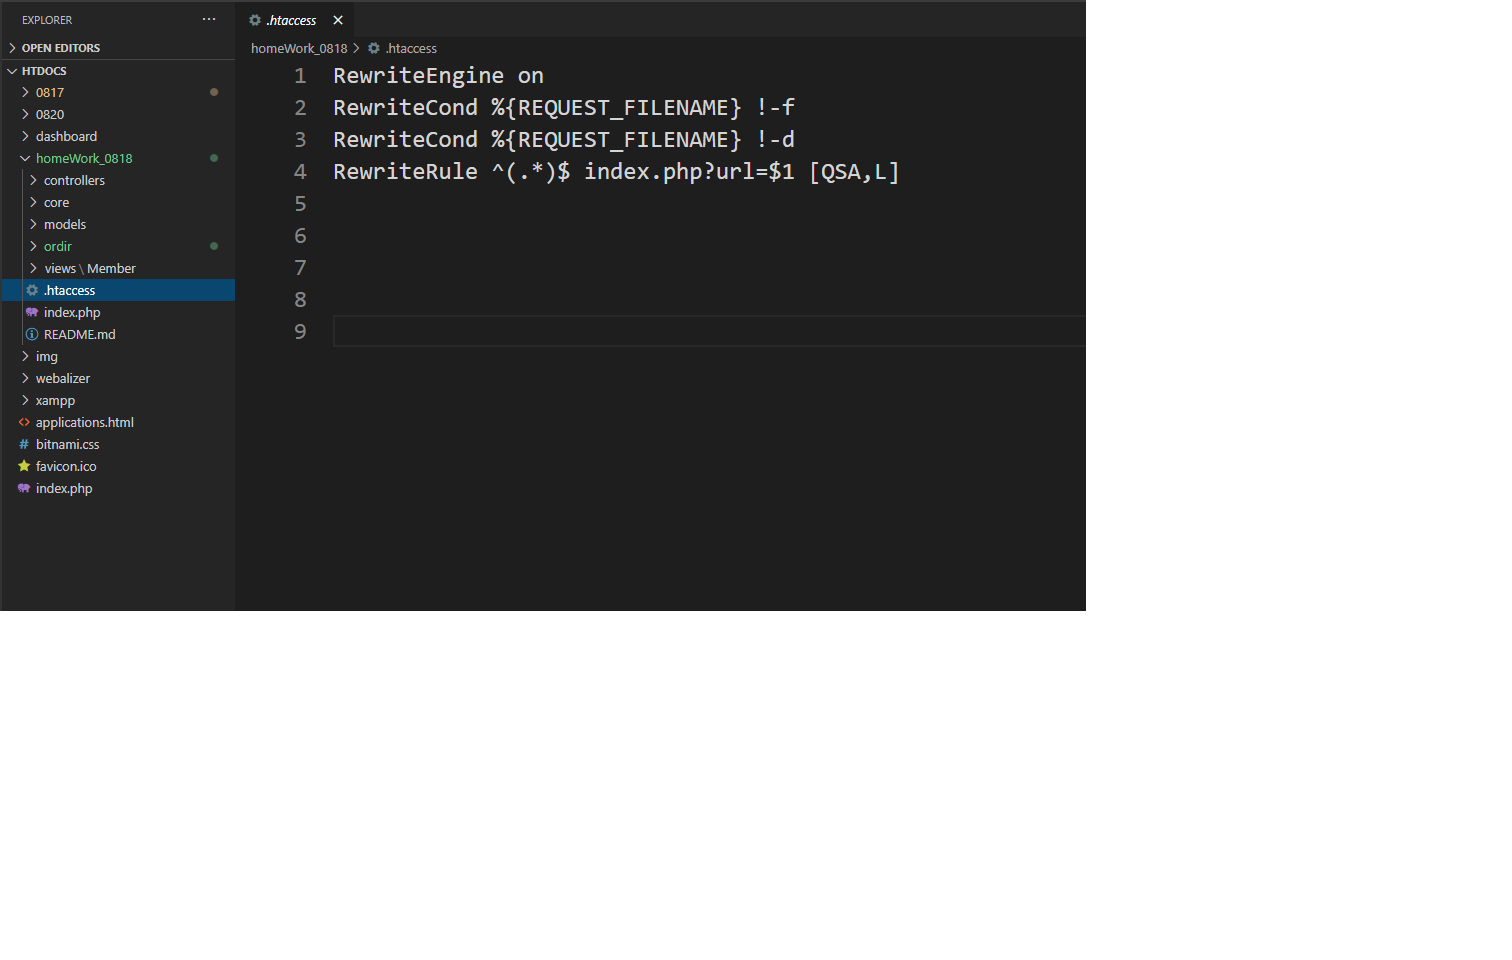 EXPLORER ···
OPEN EDITORS
HTDOCS
0817
0820
dashboard
homeWork_0818
controllers
core
models
ordir
views \ Member
.htaccess
index.php
README.md
img
webalizer
xampp
applications.html
bitnami.css
favicon.ico
index.php
.htaccess
homeWork_0818 > .htaccess
1 RewriteEngine on
2 RewriteCond %{REQUEST_FILENAME} !-f
3 RewriteCond %{REQUEST_FILENAME} !-d
4 RewriteRule ^(.*)$ index.php?url=$1 [QSA,L]
5
6
7
8
9